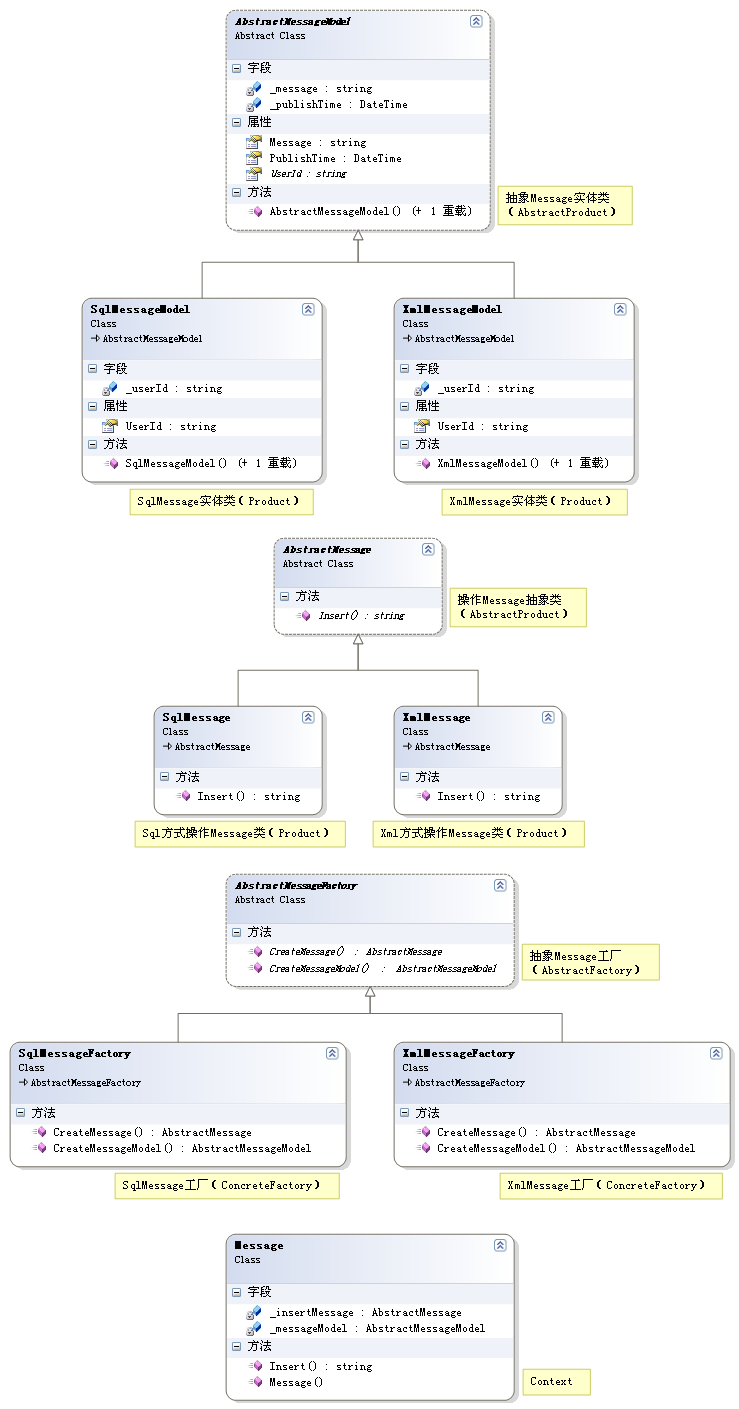 AbstractMessageModel
Abstract Class
字段
_message : string
_publishTime : DateTime
属性
Message : string
PublishTime : DateTime
UserId : string
方法
AbstractMessageModel() (+ 1 重载)
抽象Message实体类
(AbstractProduct)
SqlMessageModel
Class
AbstractMessageModel
字段
_userId : string
属性
UserId : string
方法
SqlMessageModel() (+ 1 重载)
SqlMessage实体类(Product)
XmlMessageModel
Class
AbstractMessageModel
字段
_userId : string
属性
UserId : string
方法
XmlMessageModel() (+ 1 重载)
XmlMessage实体类(Product)
AbstractMessage
Abstract Class
方法
Insert() : string
操作Message抽象类
(AbstractProduct)
SqlMessage
Class
AbstractMessage
方法
Insert() : string
Sql方式操作Message类(Product)
XmlMessage
Class
AbstractMessage
方法
Insert() : string
Xml方式操作Message类(Product)
AbstractMessageFactory
Abstract Class
方法
CreateMessage() : AbstractMessage
CreateMessageModel() : AbstractMessageModel
抽象Message工厂
(AbstractFactory)
SqlMessageFactory
Class
AbstractMessageFactory
方法
CreateMessage() : AbstractMessage
CreateMessageModel() : AbstractMessageModel
SqlMessage工厂(ConcreteFactory)
XmlMessageFactory
Class
AbstractMessageFactory
方法
CreateMessage() : AbstractMessage
CreateMessageModel() : AbstractMessageModel
XmlMessage工厂(ConcreteFactory)
Message
Class
字段
_insertMessage : AbstractMessage
_messageModel : AbstractMessageModel
方法
Insert() : string
Message()
Context